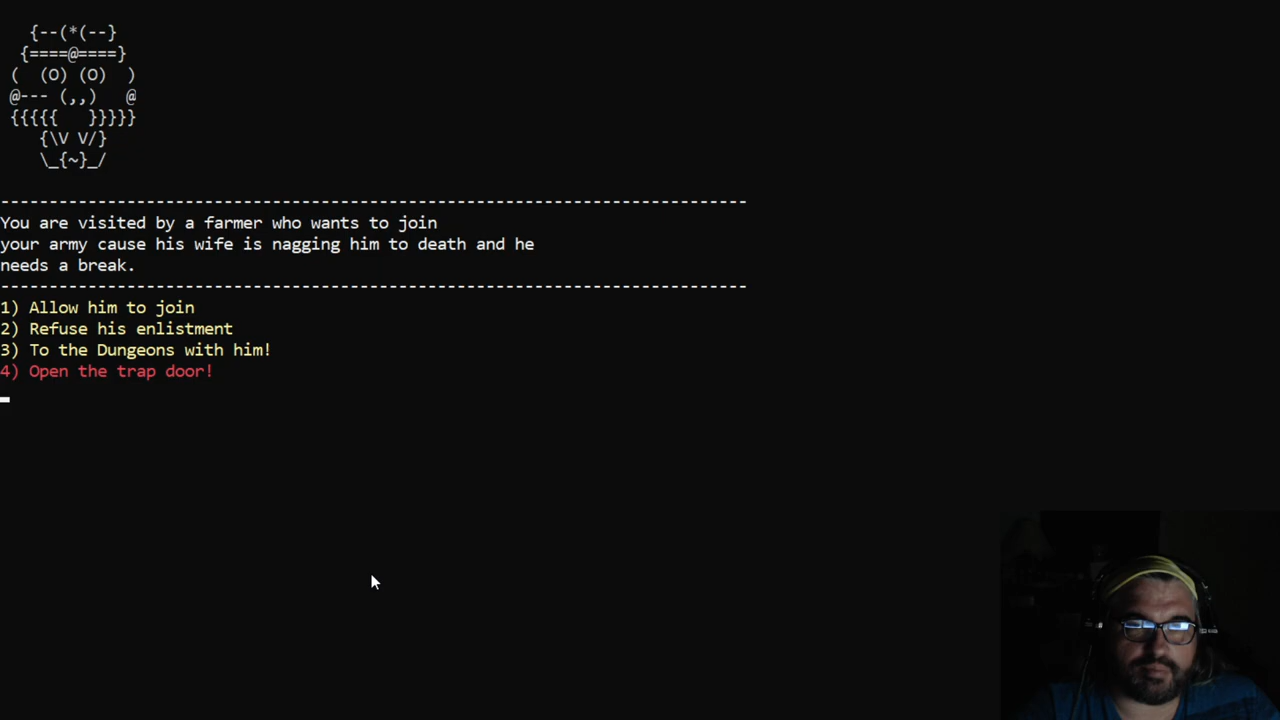 {--(*(--}
{====@====}
(  (O) (O)  )
@--- (,,)   @
{{{{{   }}}}}
{\V V/}
\_{~}_/
-----------------------------------------------------------------------------
You are visited by a farmer who wants to join
your army cause his wife is nagging him to death and he
needs a break.
-----------------------------------------------------------------------------
1) Allow him to join
2) Refuse his enlistment
3) To the Dungeons with him!
4) Open the trap door!